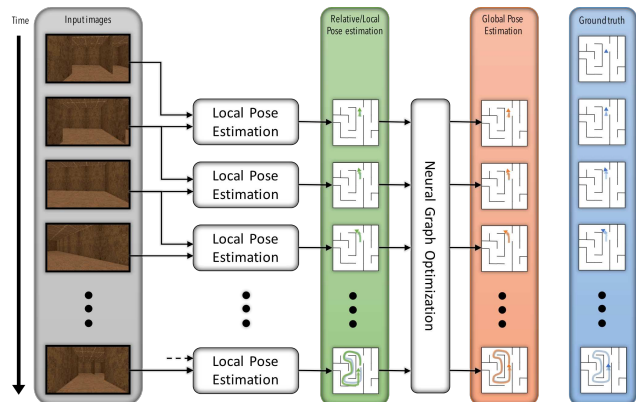 Time
Input images
Relative/Local
Pose estimation
Global Pose
Estimation
Ground truth
Local Pose
Estimation
Local Pose
Estimation
Local Pose
Estimation
Local Pose
Estimation
Neural Graph Optimization